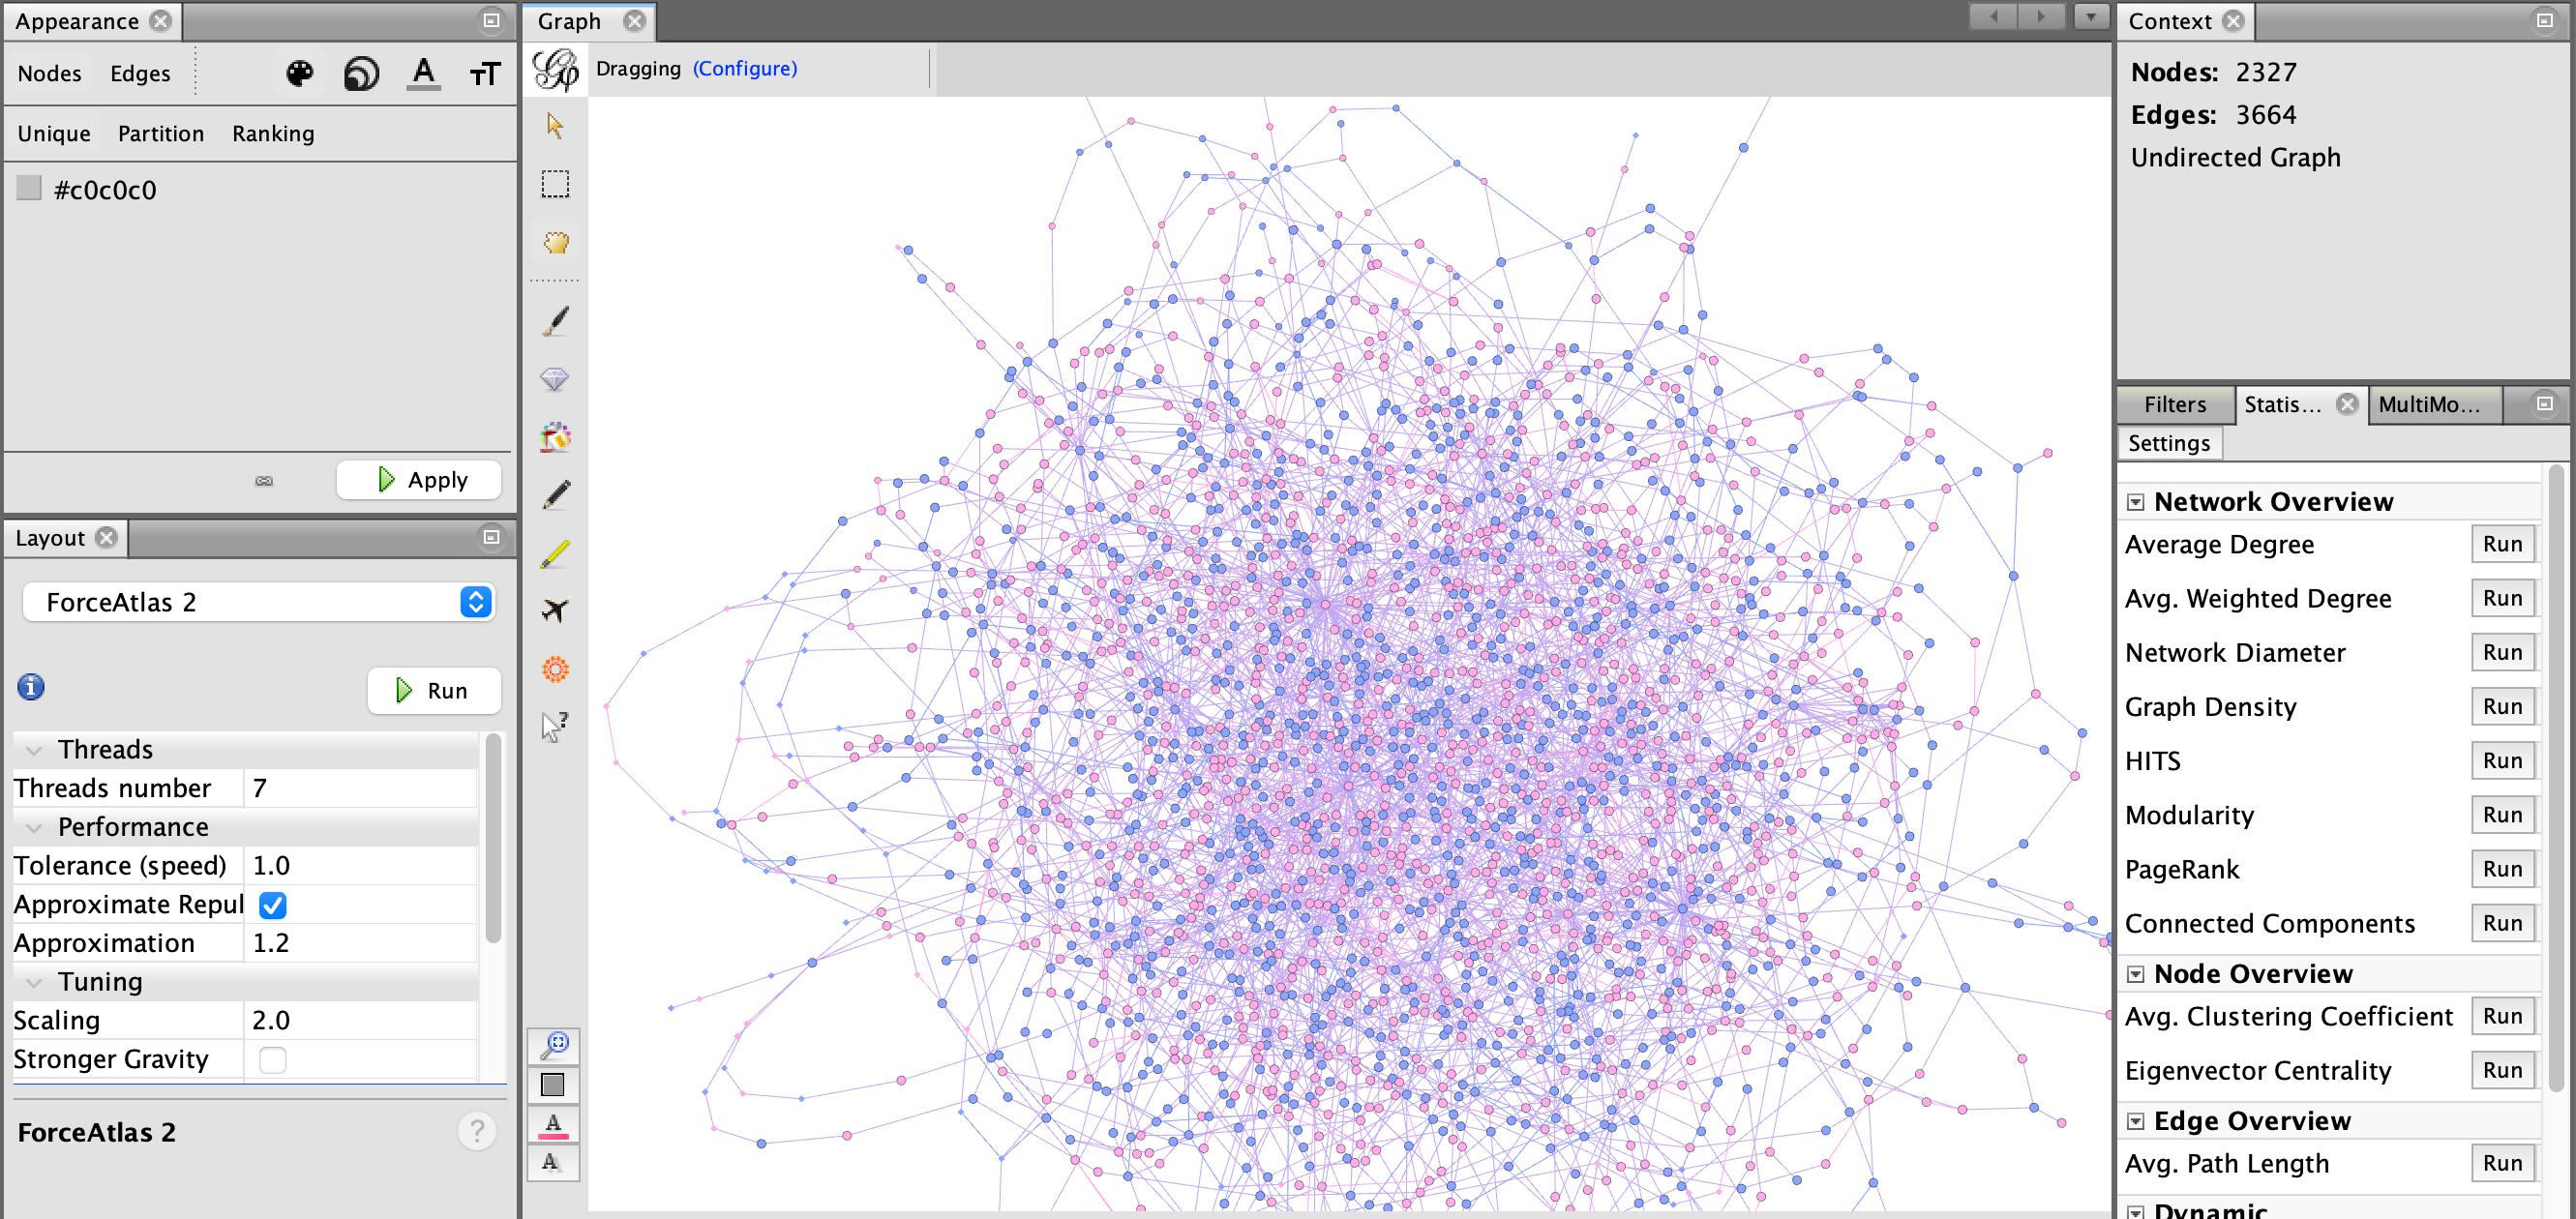 Appearance
Nodes Edges
Unique Partition Ranking
#c0c0c0
Apply
Layout
ForceAtlas 2
Run
Threads
Threads number 7
Performance
Tolerance (speed) 1.0
Approximate Repul
Approximation 1.2
Tuning
Scaling 2.0
Stronger Gravity
ForceAtlas 2
?
Graph
Dragging (Configure)
Context
Nodes: 2327
Edges: 3664
Undirected Graph
Filters Statis... MultiMo...
Settings
Network Overview
Average Degree Run
Avg. Weighted Degree Run
Network Diameter Run
Graph Density Run
HITS Run
Modularity Run
PageRank Run
Connected Components Run
Node Overview
Avg. Clustering Coefficient Run
Eigenvector Centrality Run
Edge Overview
Avg. Path Length Run
Dynamic